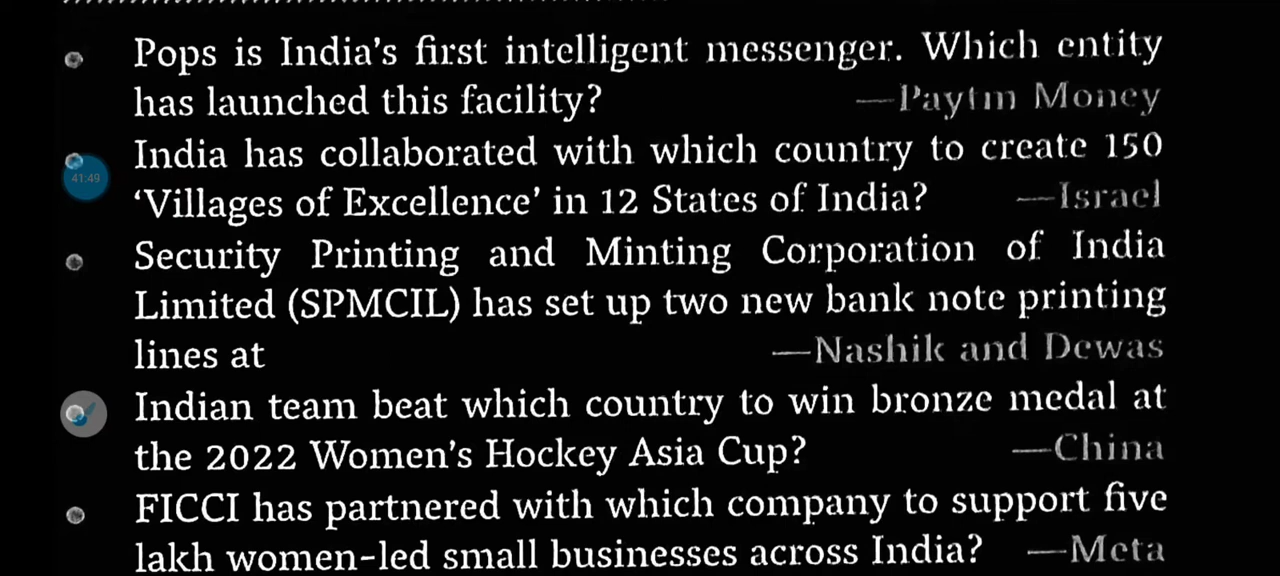 Pops is India's first intelligent messenger. Which entity
has launched this facility? —Paytm Money
India has collaborated with which country to create 150
41:49
'Villages of Excellence' in 12 States of India? —Israel
Security Printing and Minting Corporation of India
Limited (SPMCIL) has set up two new bank note printing
lines at —Nashik and Dewas
Indian team beat which country to win bronze medal at
the 2022 Women's Hockey Asia Cup? —China
FICCI has partnered with which company to support five
lakh women-led small businesses across India? —Meta